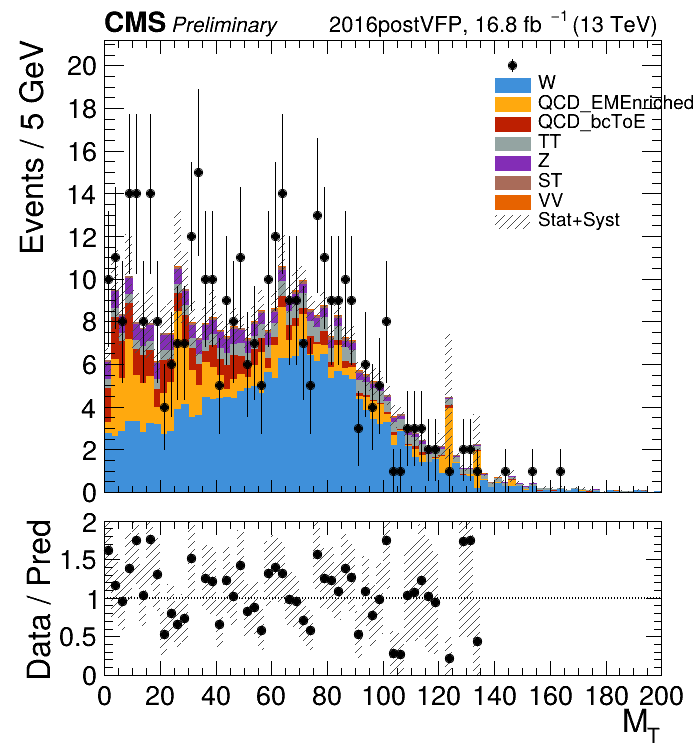 CMS Preliminary 2016postVFP, 16.8 fb ⁻¹ (13 TeV)
Events / 5 GeV
20
18
16
14
12
10
8
6
4
2
0
W
QCD_EMEnriched
QCD_bcToE
TT
Z
ST
VV
Stat+Syst
Data / Pred
2
1.5
1
0.5
0
0 20 40 60 80 100 120 140 160 180 200
M_T